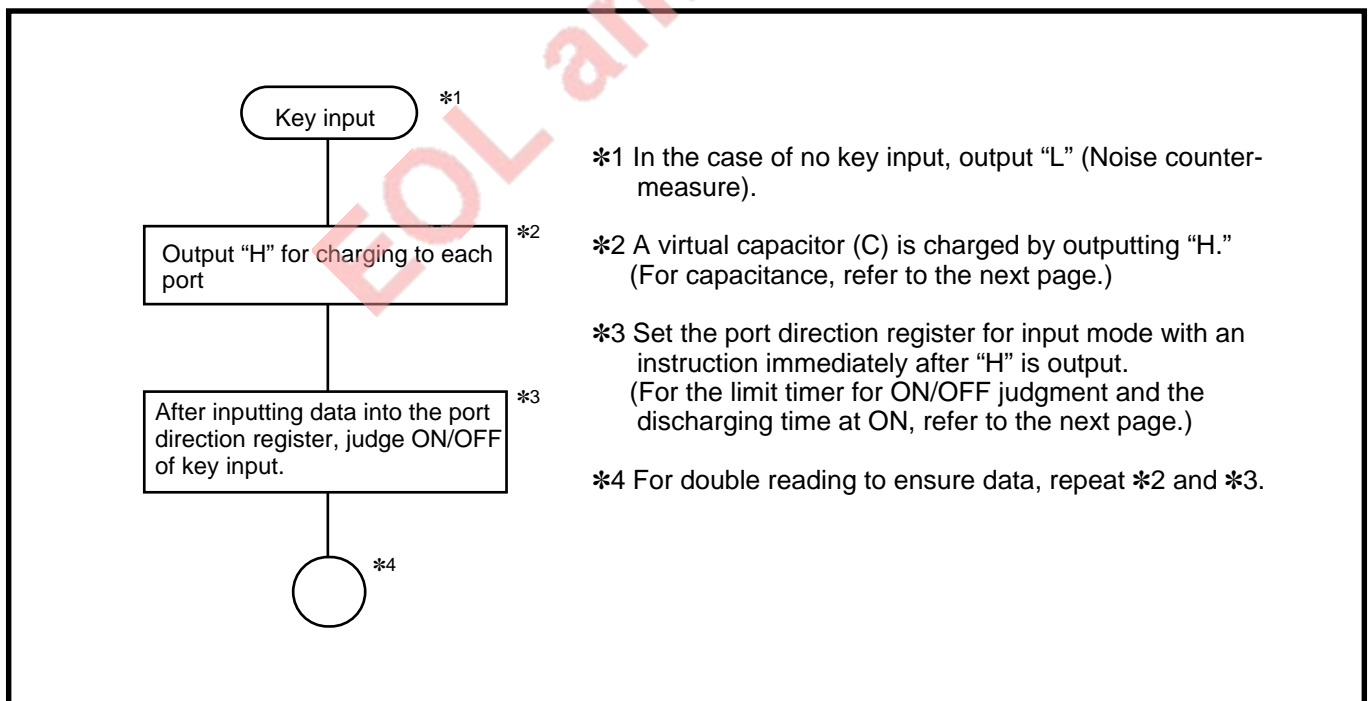 EOL an
Key input
✽1
Output “H” for charging to each
port
✽2
After inputting data into the port
direction register, judge ON/OFF
of key input.
✽3
✽4
✽1 In the case of no key input, output “L” (Noise counter-
measure).
✽2 A virtual capacitor (C) is charged by outputting “H.”
(For capacitance, refer to the next page.)
✽3 Set the port direction register for input mode with an
instruction immediately after “H” is output.
(For the limit timer for ON/OFF judgment and the
discharging time at ON, refer to the next page.)
✽4 For double reading to ensure data, repeat ✽2 and ✽3.